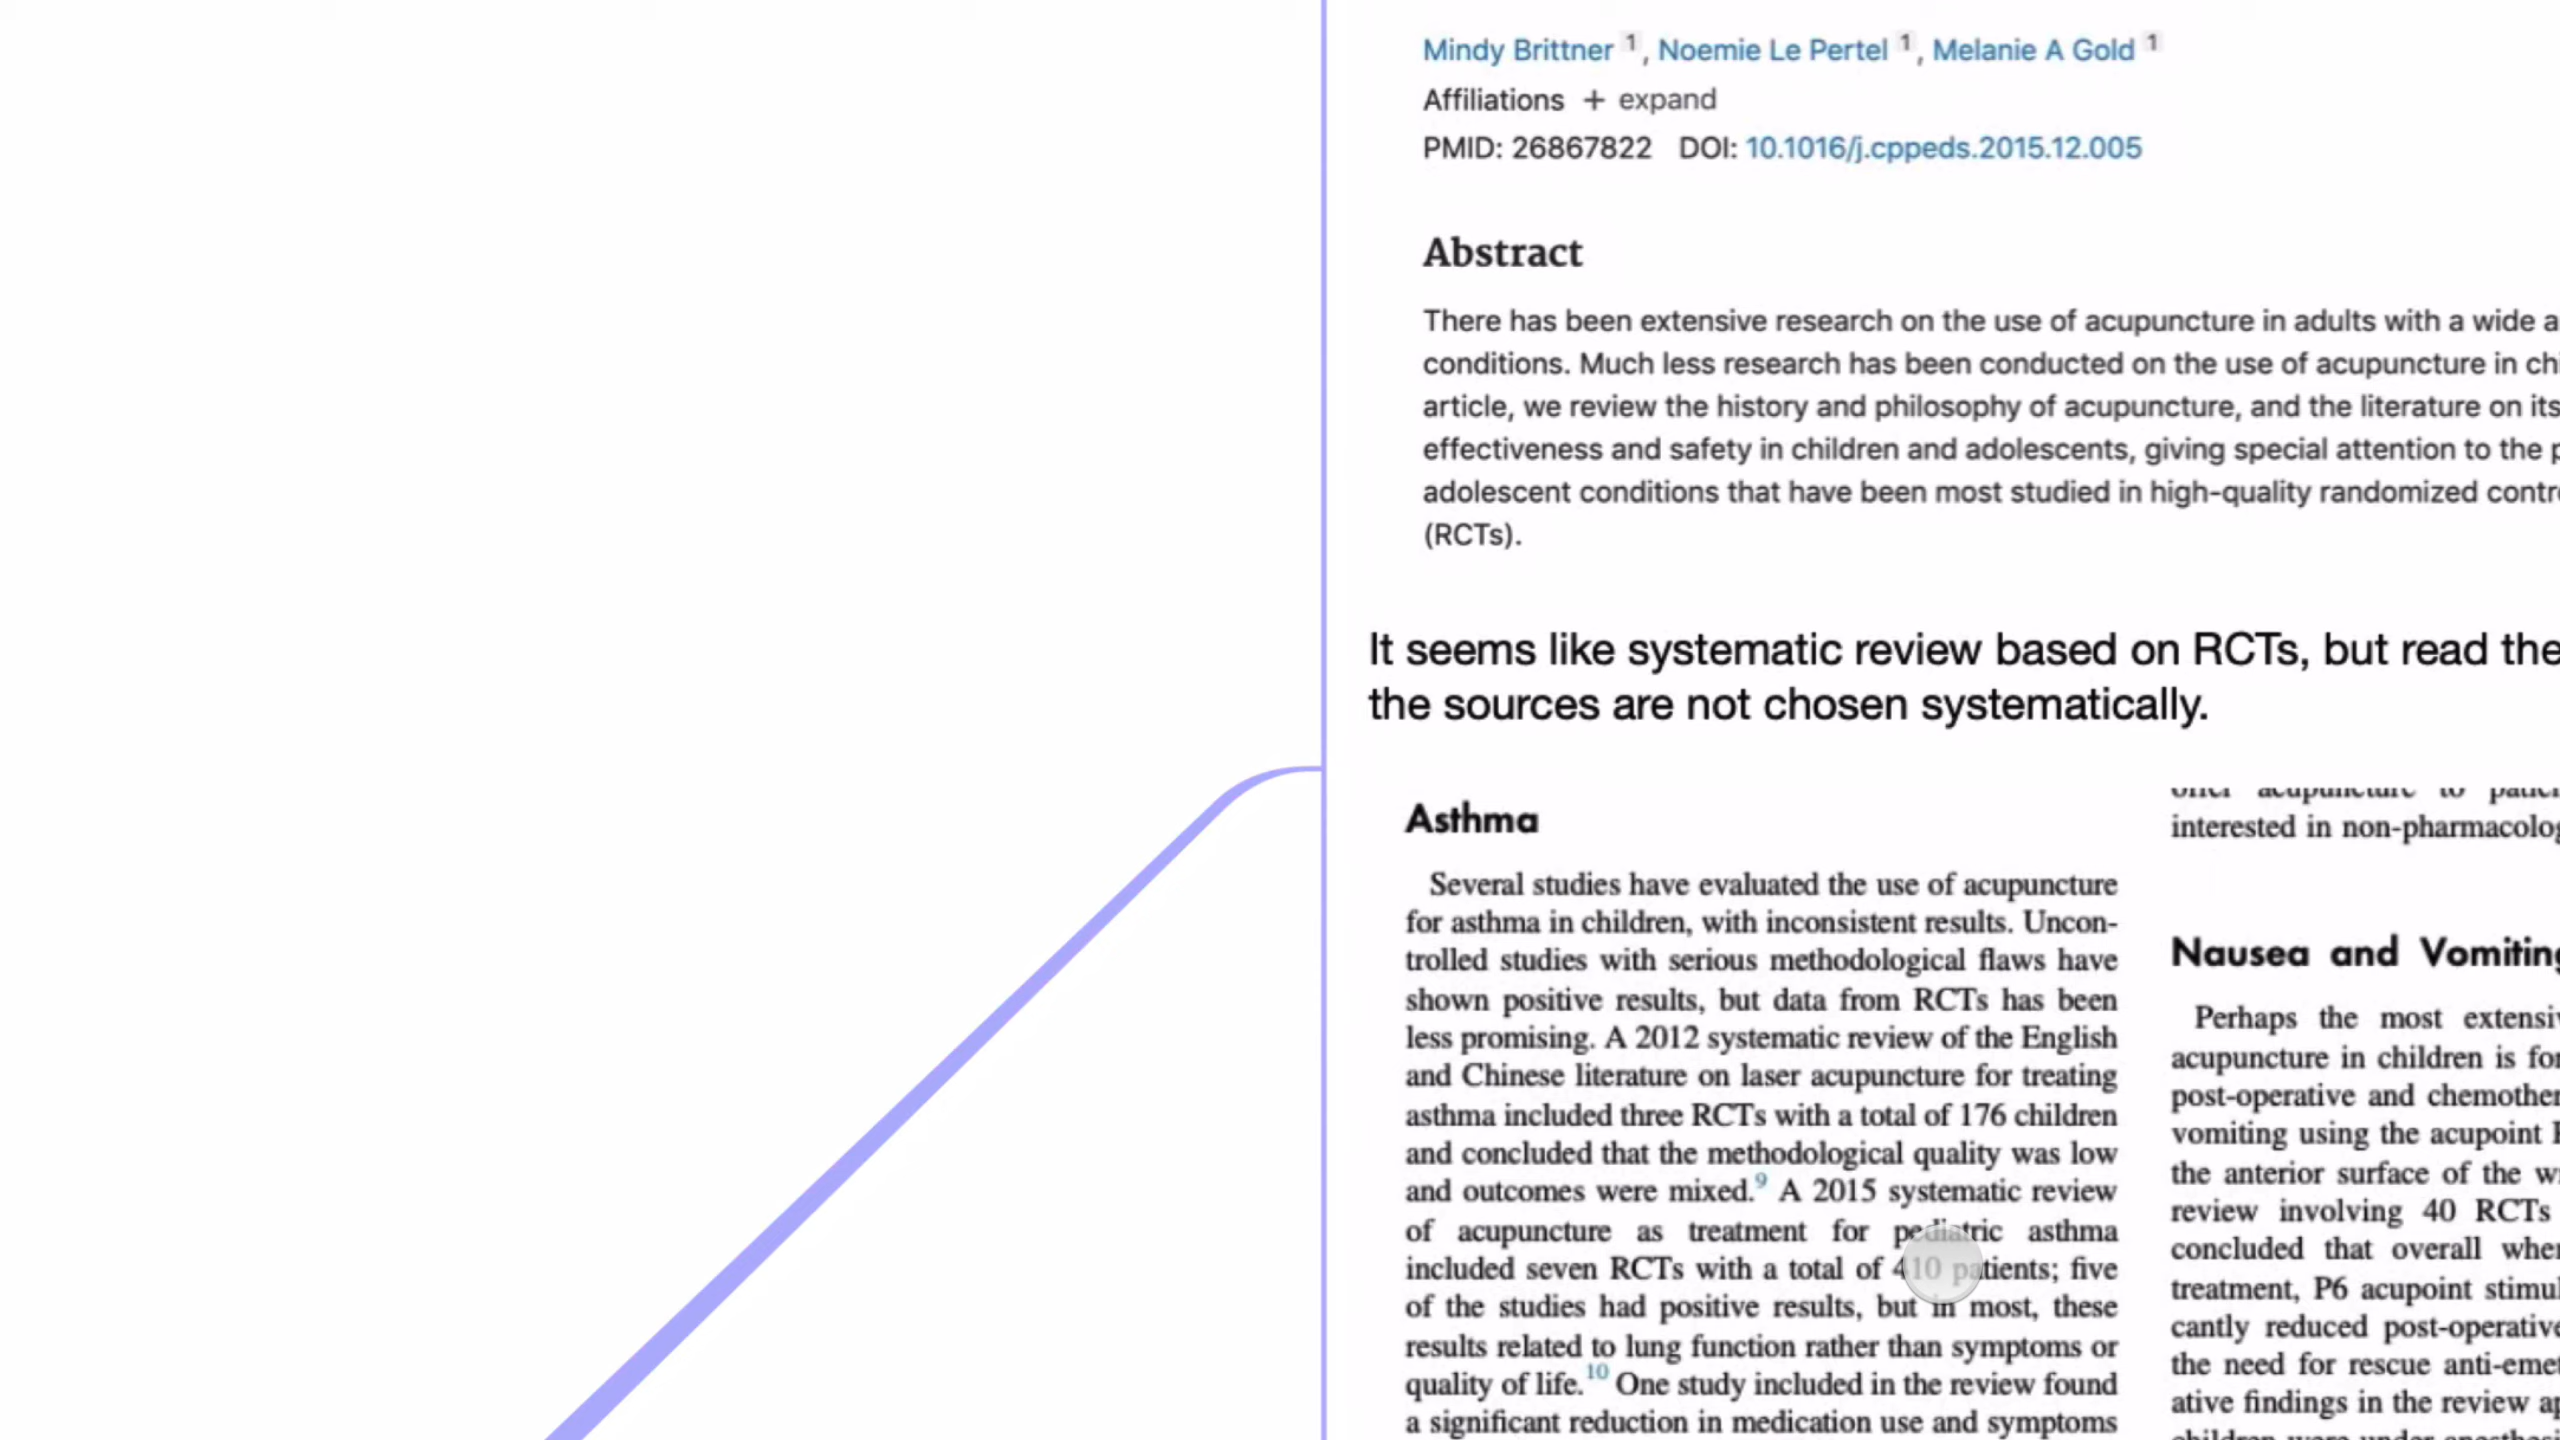 Mindy Brittner 1, Noemie Le Pertel 1, Melanie A Gold 1
Affiliations + expand
PMID: 26867822 DOI: 10.1016/j.cppeds.2015.12.005
Abstract
There has been extensive research on the use of acupuncture in adults with a wide a
conditions. Much less research has been conducted on the use of acupuncture in chi
article, we review the history and philosophy of acupuncture, and the literature on its
effectiveness and safety in children and adolescents, giving special attention to the p
adolescent conditions that have been most studied in high-quality randomized contro
(RCTs).
It seems like systematic review based on RCTs, but read the
the sources are not chosen systematically.
Asthma
Several studies have evaluated the use of acupuncture
for asthma in children, with inconsistent results. Uncon-
trolled studies with serious methodological flaws have
shown positive results, but data from RCTs has been
less promising. A 2012 systematic review of the English
and Chinese literature on laser acupuncture for treating
asthma included three RCTs with a total of 176 children
and concluded that the methodological quality was low
and outcomes were mixed.9 A 2015 systematic review
of acupuncture as treatment for pediatric asthma
included seven RCTs with a total of 410 patients; five
of the studies had positive results, but in most, these
results related to lung function rather than symptoms or
quality of life.10 One study included in the review found
a significant reduction in medication use and symptoms
offer acupuncture to patien
interested in non-pharmacolog
Nausea and Vomiting
Perhaps the most extensiv
acupuncture in children is for
post-operative and chemother
vomiting using the acupoint
the anterior surface of the wr
review involving 40 RCTs
concluded that overall when
treatment, P6 acupoint stimul
cantly reduced post-operative
the need for rescue anti-emet
ative findings in the review ap